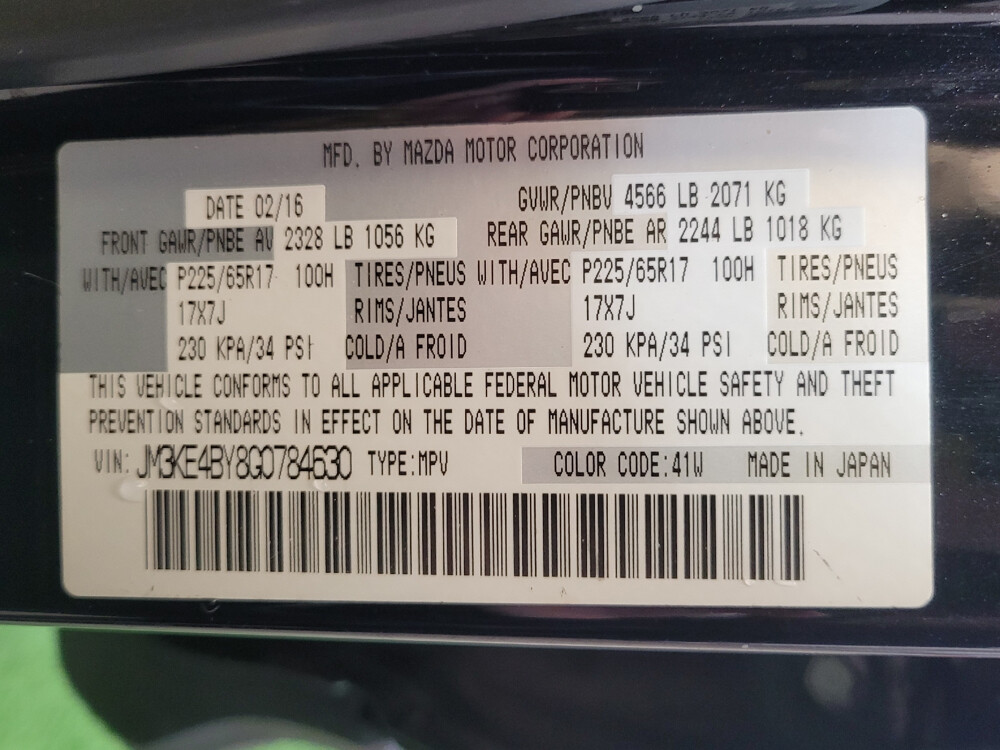 MFD. BY MAZDA MOTOR CORPORATION
DATE 02/16 GVWR/PNBV 4566 LB 2071 KG
FRONT GAWR/PNBE AV 2328 LB 1056 KG REAR GAWR/PNBE AR 2244 LB 1018 KG
WITH/AVEC P225/65R17 100H TIRES/PNEUS WITH/AVEC P225/65R17 100H TIRES/PNEUS
17X7J RIMS/JANTES 17X7J RIMS/JANTES
230 KPA/34 PSI COLD/A FROID 230 KPA/34 PSI COLD/A FROID
THIS VEHICLE CONFORMS TO ALL APPLICABLE FEDERAL MOTOR VEHICLE SAFETY AND THEFT
PREVENTION STANDARDS IN EFFECT ON THE DATE OF MANUFACTURE SHOWN ABOVE.
VIN: JM3KE4BY8G0784630 TYPE:MPV COLOR CODE:41W MADE IN JAPAN